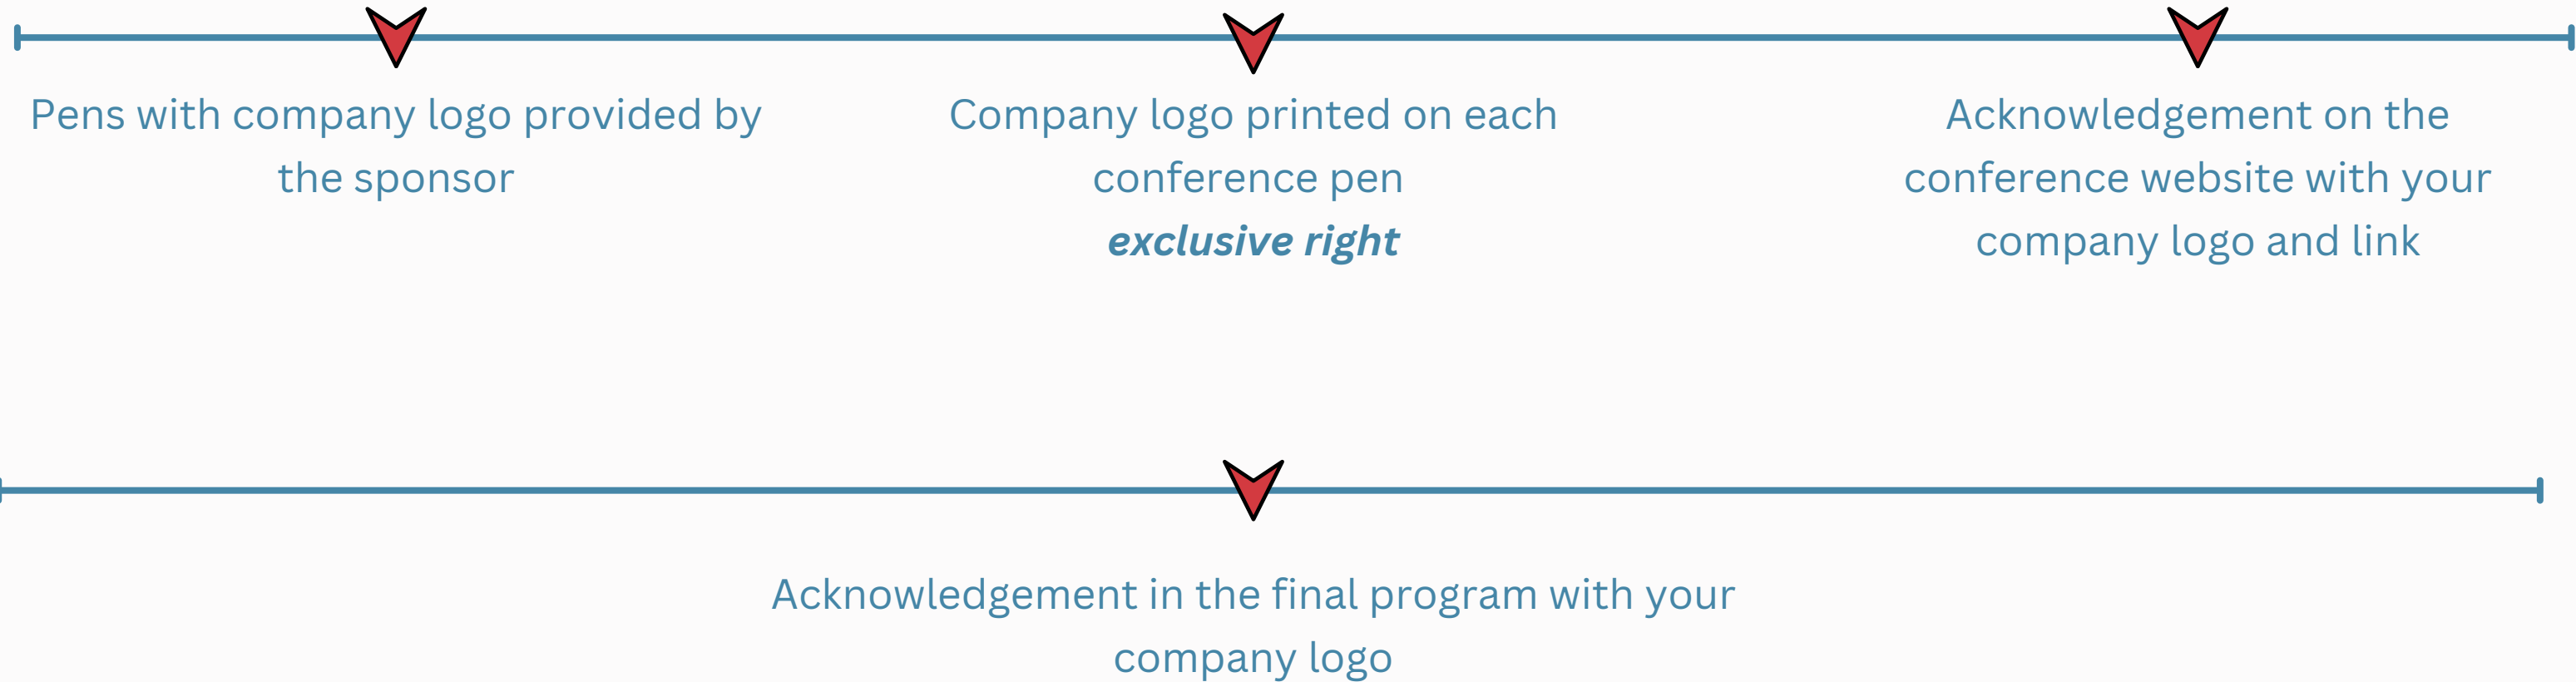 Pens with company logo provided by
the sponsor
Company logo printed on each
conference pen
exclusive right
Acknowledgement on the
conference website with your
company logo and link
Acknowledgement in the final program with your
company logo